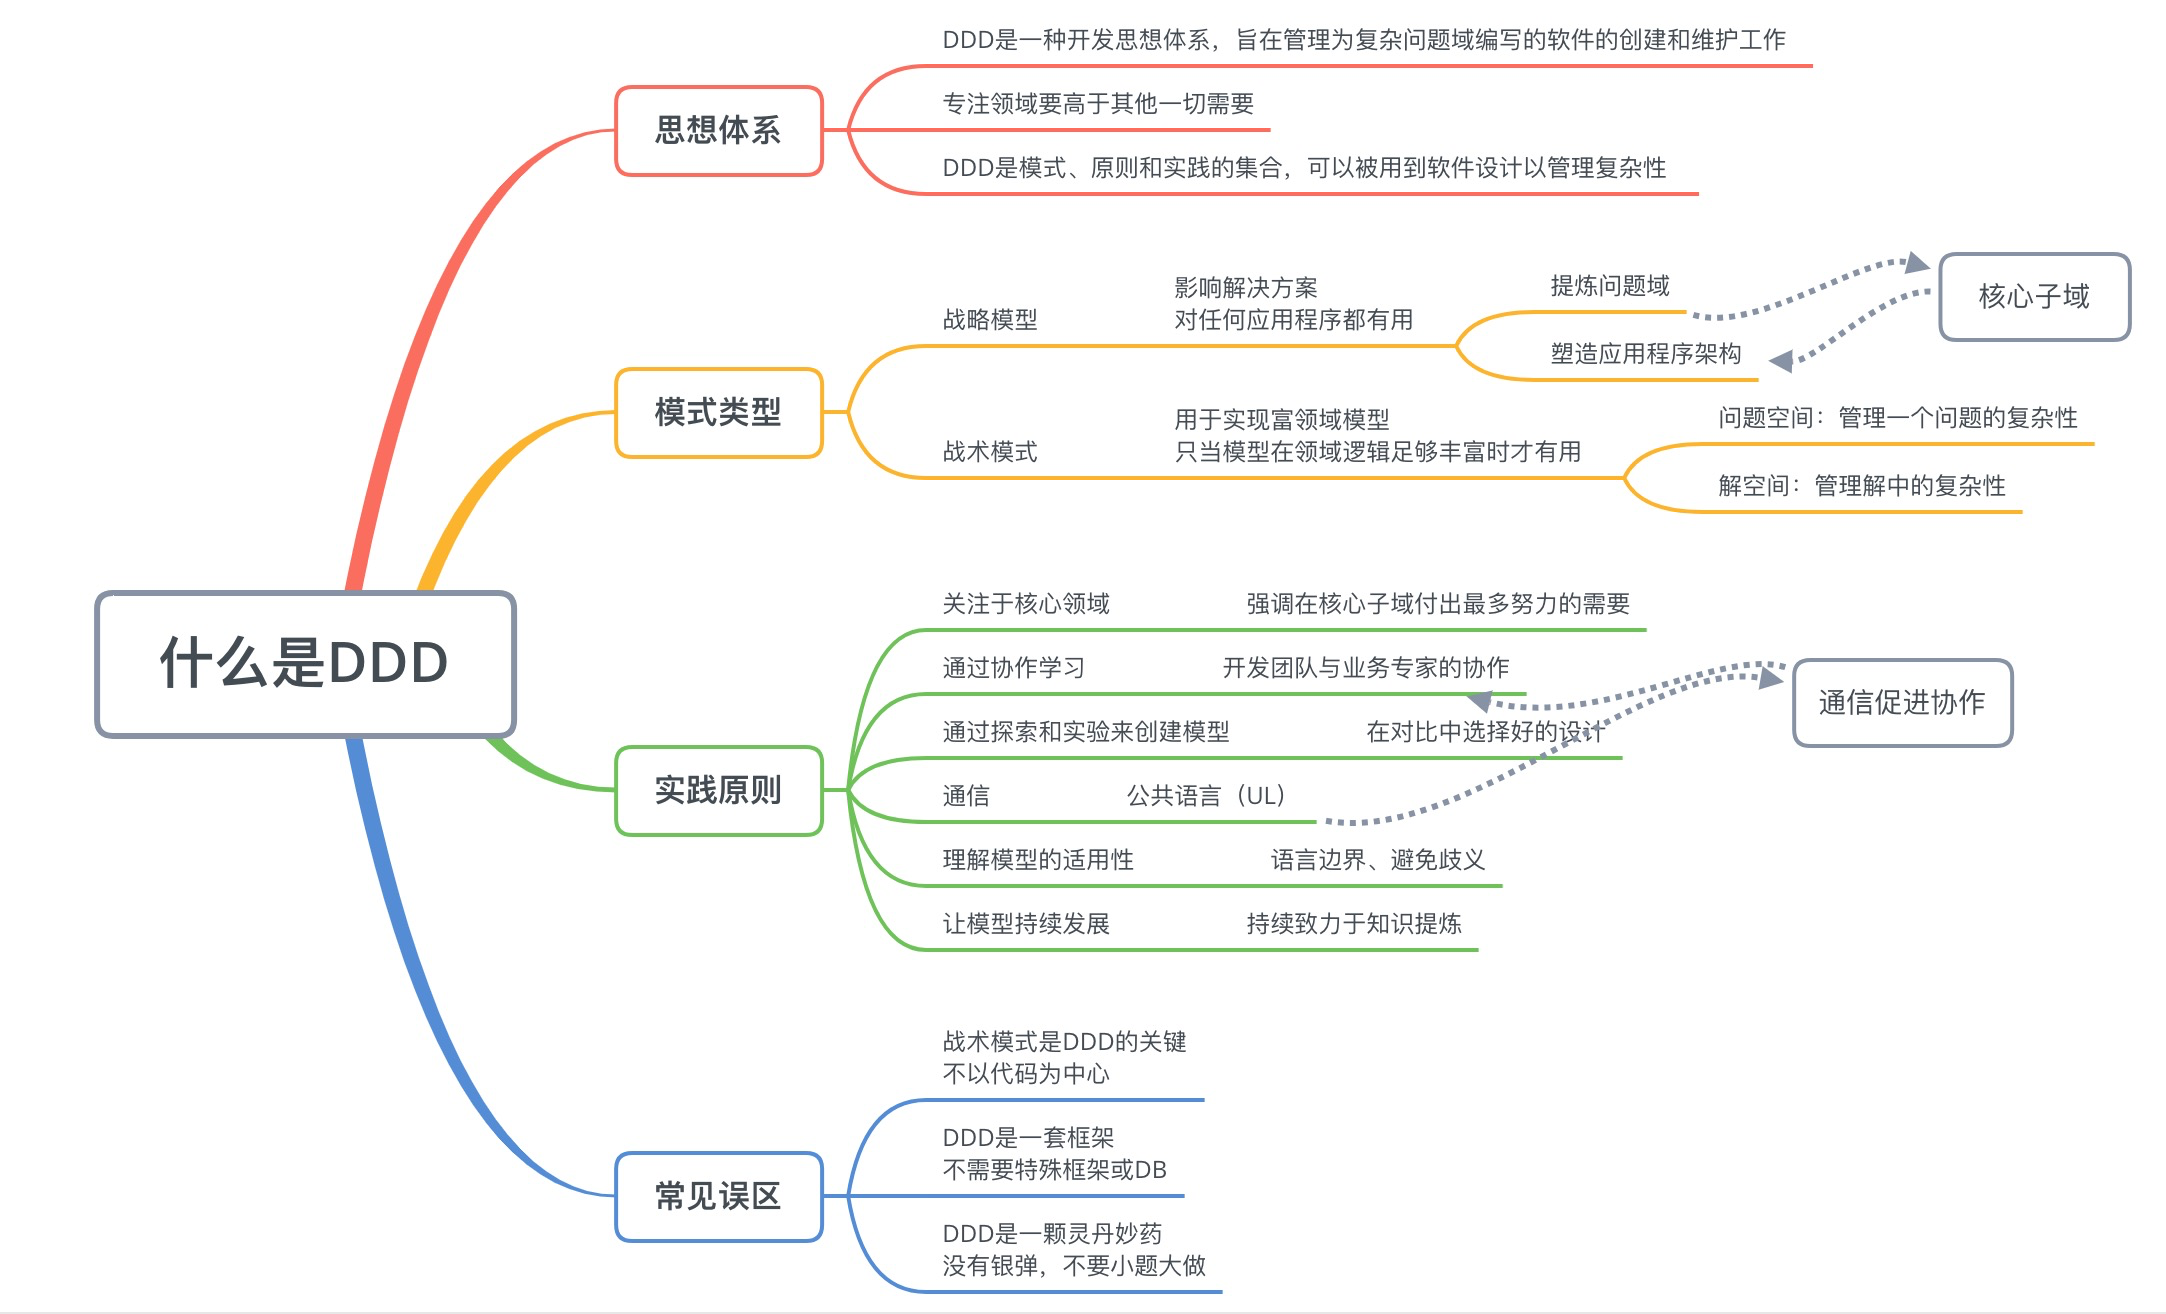 什么是DDD
思想体系
DDD是一种开发思想体系，旨在管理为复杂问题域编写的软件的创建和维护工作
专注领域要高于其他一切需要
DDD是模式、原则和实践的集合，可以被用到软件设计以管理复杂性
模式类型
战略模型
影响解决方案
对任何应用程序都有用
提炼问题域
塑造应用程序架构
核心子域
战术模式
用于实现富领域模型
只当模型在领域逻辑足够丰富时才有用
问题空间：管理一个问题的复杂性
解空间：管理解中的复杂性
实践原则
关注于核心领域
强调在核心子域付出最多努力的需要
通过协作学习
开发团队与业务专家的协作
通过探索和实验来创建模型
在对比中选择好的设计
通信
公共语言（UL）
通信促进协作
理解模型的适用性
语言边界、避免歧义
让模型持续发展
持续致力于知识提炼
常见误区
战术模式是DDD的关键
不以代码为中心
DDD是一套框架
不需要特殊框架或DB
DDD是一颗灵丹妙药
没有银弹，不要小题大做